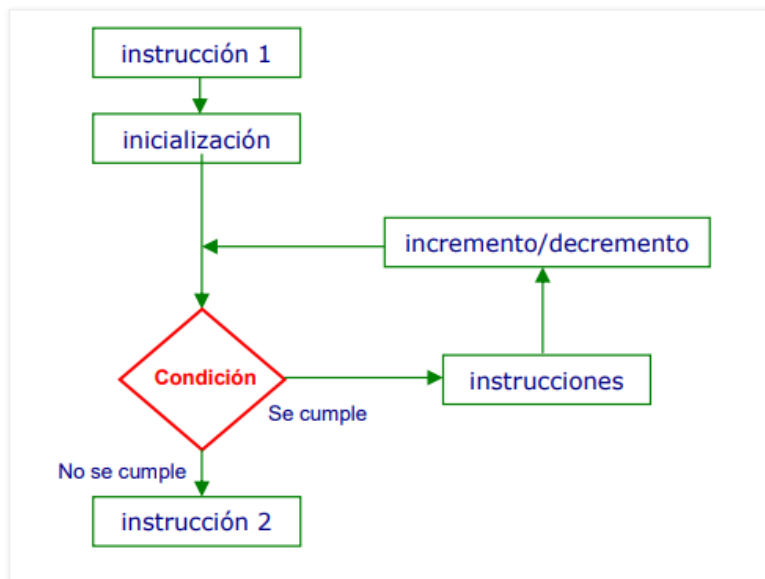 instrucción 1
inicialización
incremento/decremento
Condición
instrucciones
Se cumple
No se cumple
instrucción 2